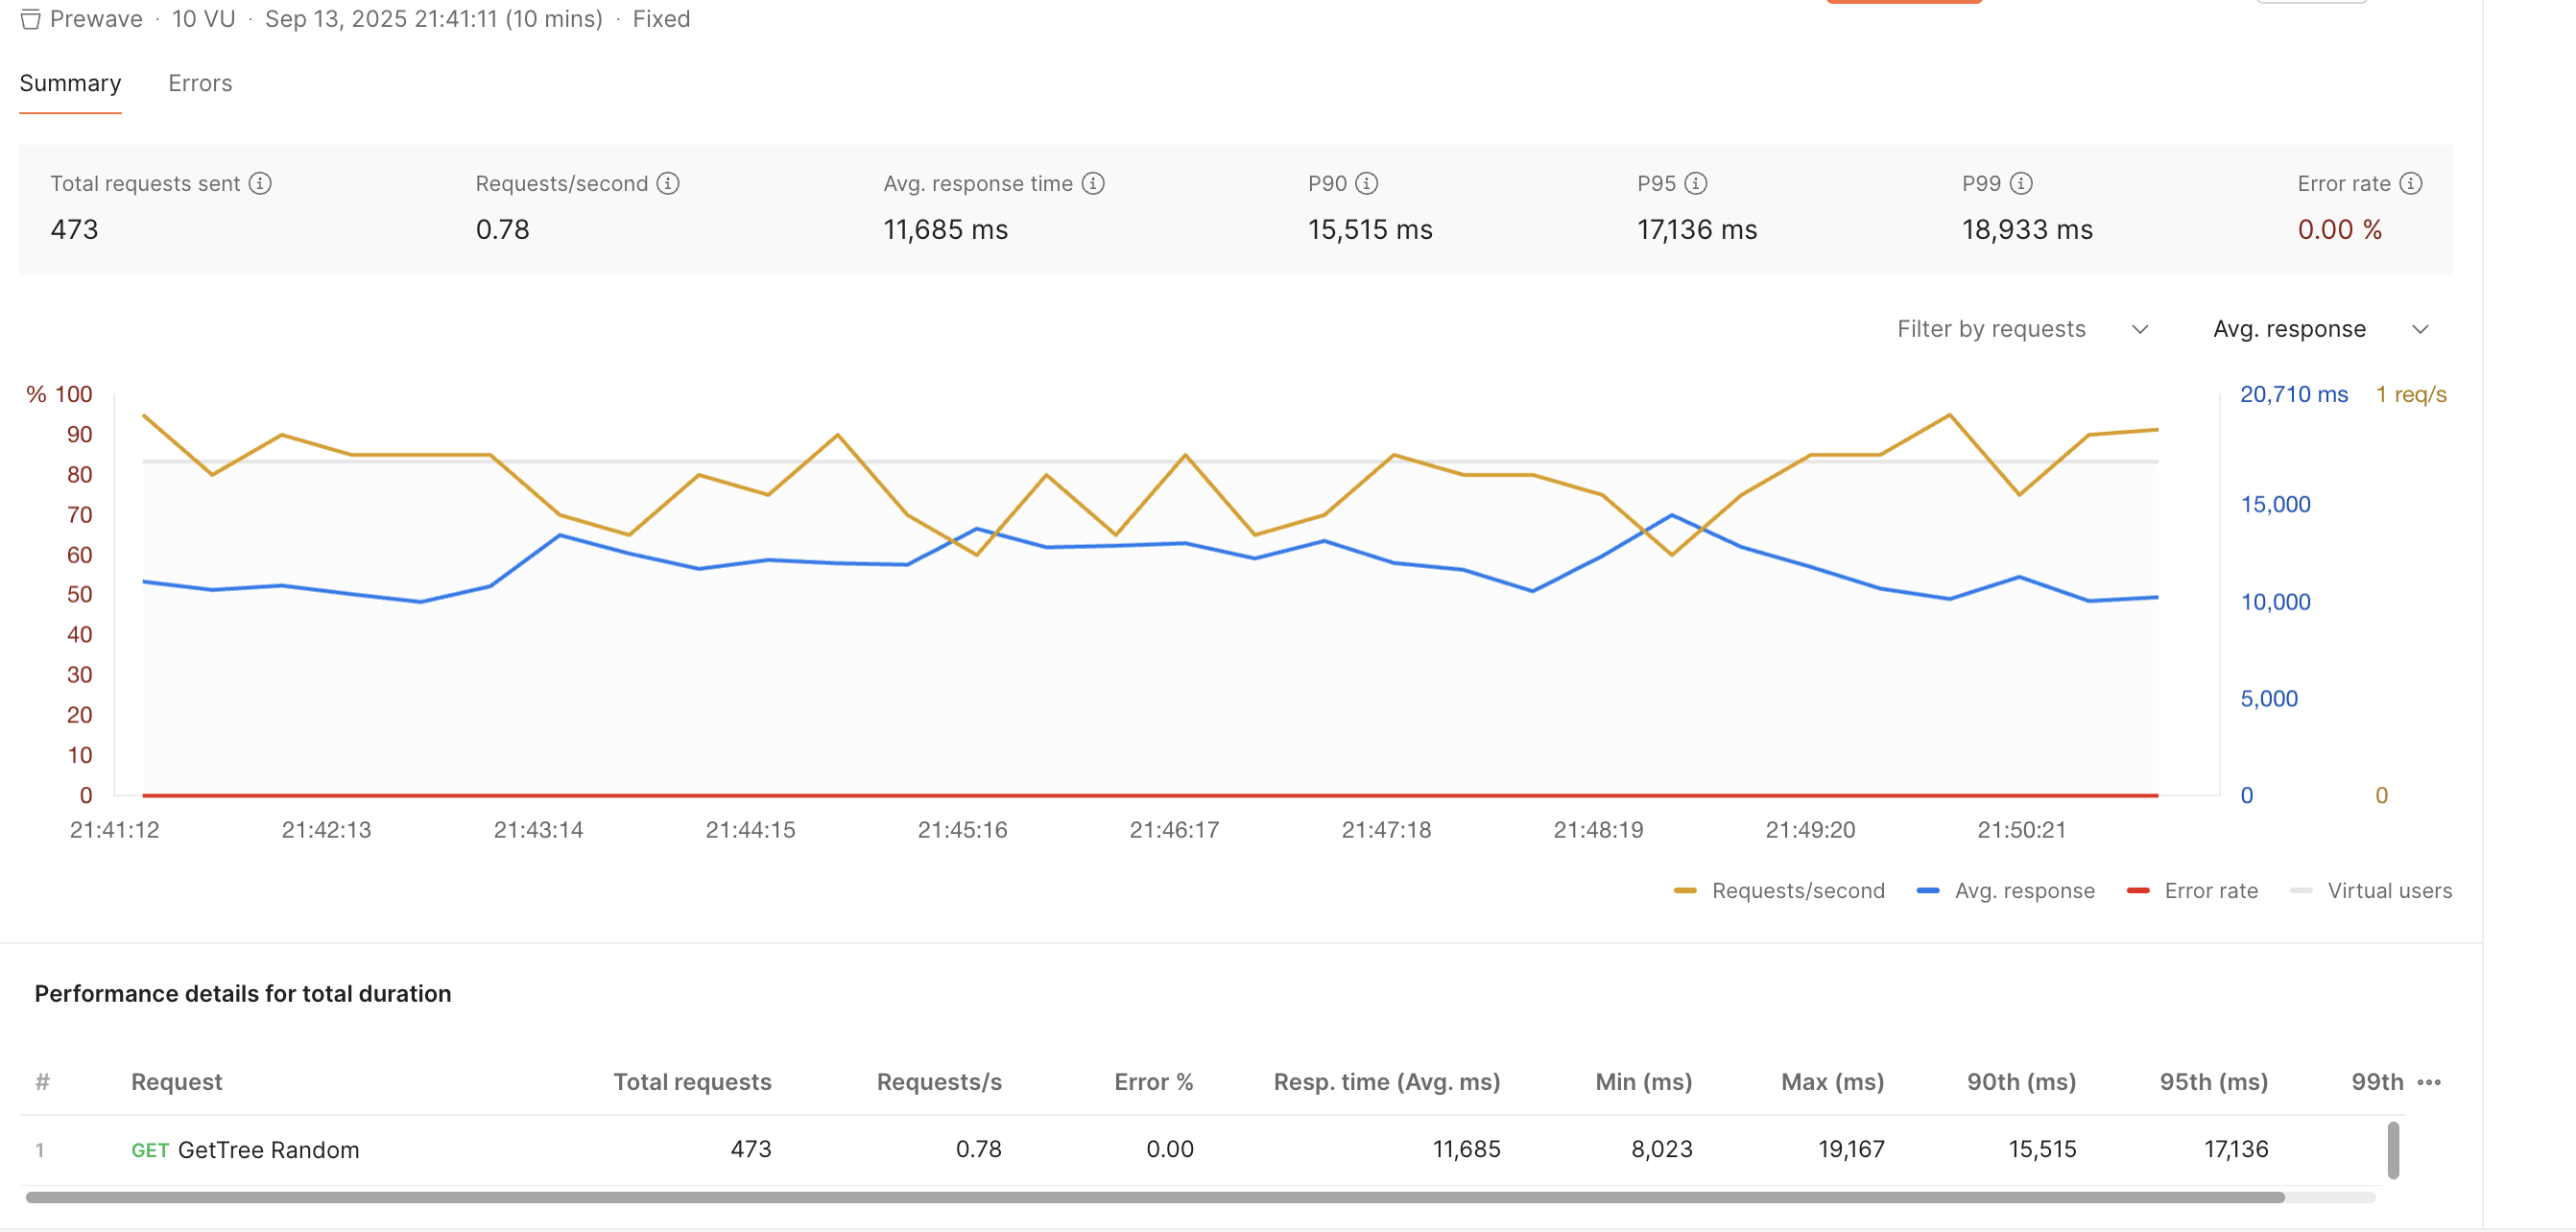 Prewave · 10 VU · Sep 13, 2025 21:41:11 (10 mins) · Fixed
Summary Errors
Total requests sent Requests/second Avg. response time P90 P95 P99 Error rate
473 0.78 11,685 ms 15,515 ms 17,136 ms 18,933 ms 0.00 %
Filter by requests Avg. response
% 100 20,710 ms 1 req/s
90
80
70 15,000
60
50 10,000
40
30
20 5,000
10
0 0 0
21:41:12 21:42:13 21:43:14 21:44:15 21:45:16 21:46:17 21:47:18 21:48:19 21:49:20 21:50:21
Requests/second Avg. response Error rate Virtual users
Performance details for total duration
# Request Total requests Requests/s Error % Resp. time (Avg. ms) Min (ms) Max (ms) 90th (ms) 95th (ms) 99th
1 GET GetTree Random 473 0.78 0.00 11,685 8,023 19,167 15,515 17,136